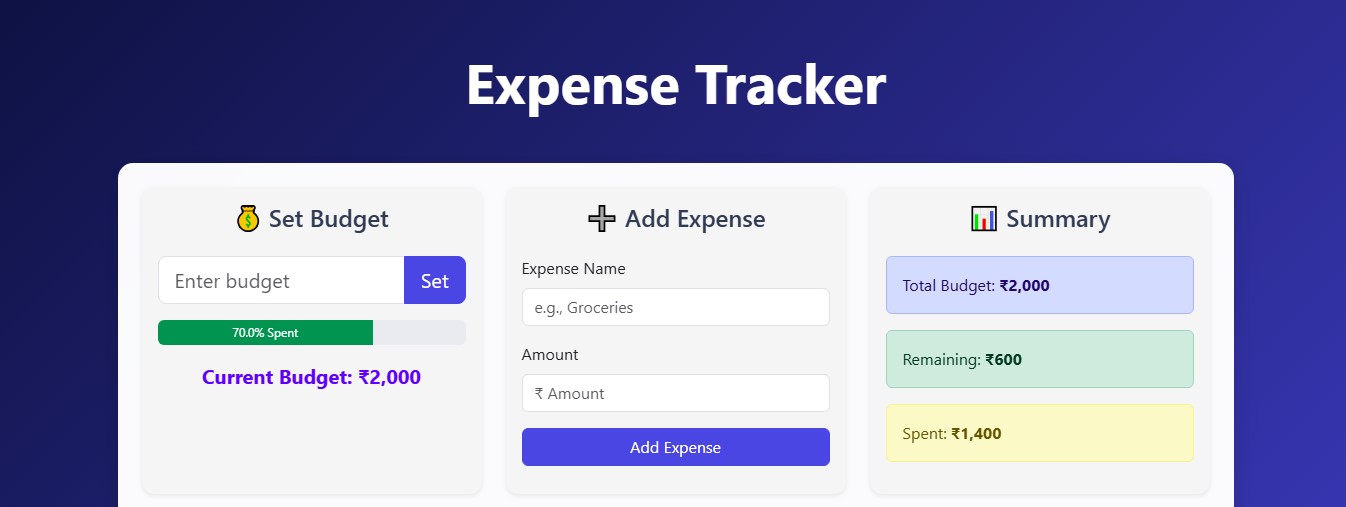 Expense Tracker
Set Budget
Enter budget
Set
70.0% Spent
Current Budget: ₹2,000
Add Expense
Expense Name
e.g., Groceries
Amount
₹ Amount
Add Expense
Summary
Total Budget: ₹2,000
Remaining: ₹600
Spent: ₹1,400